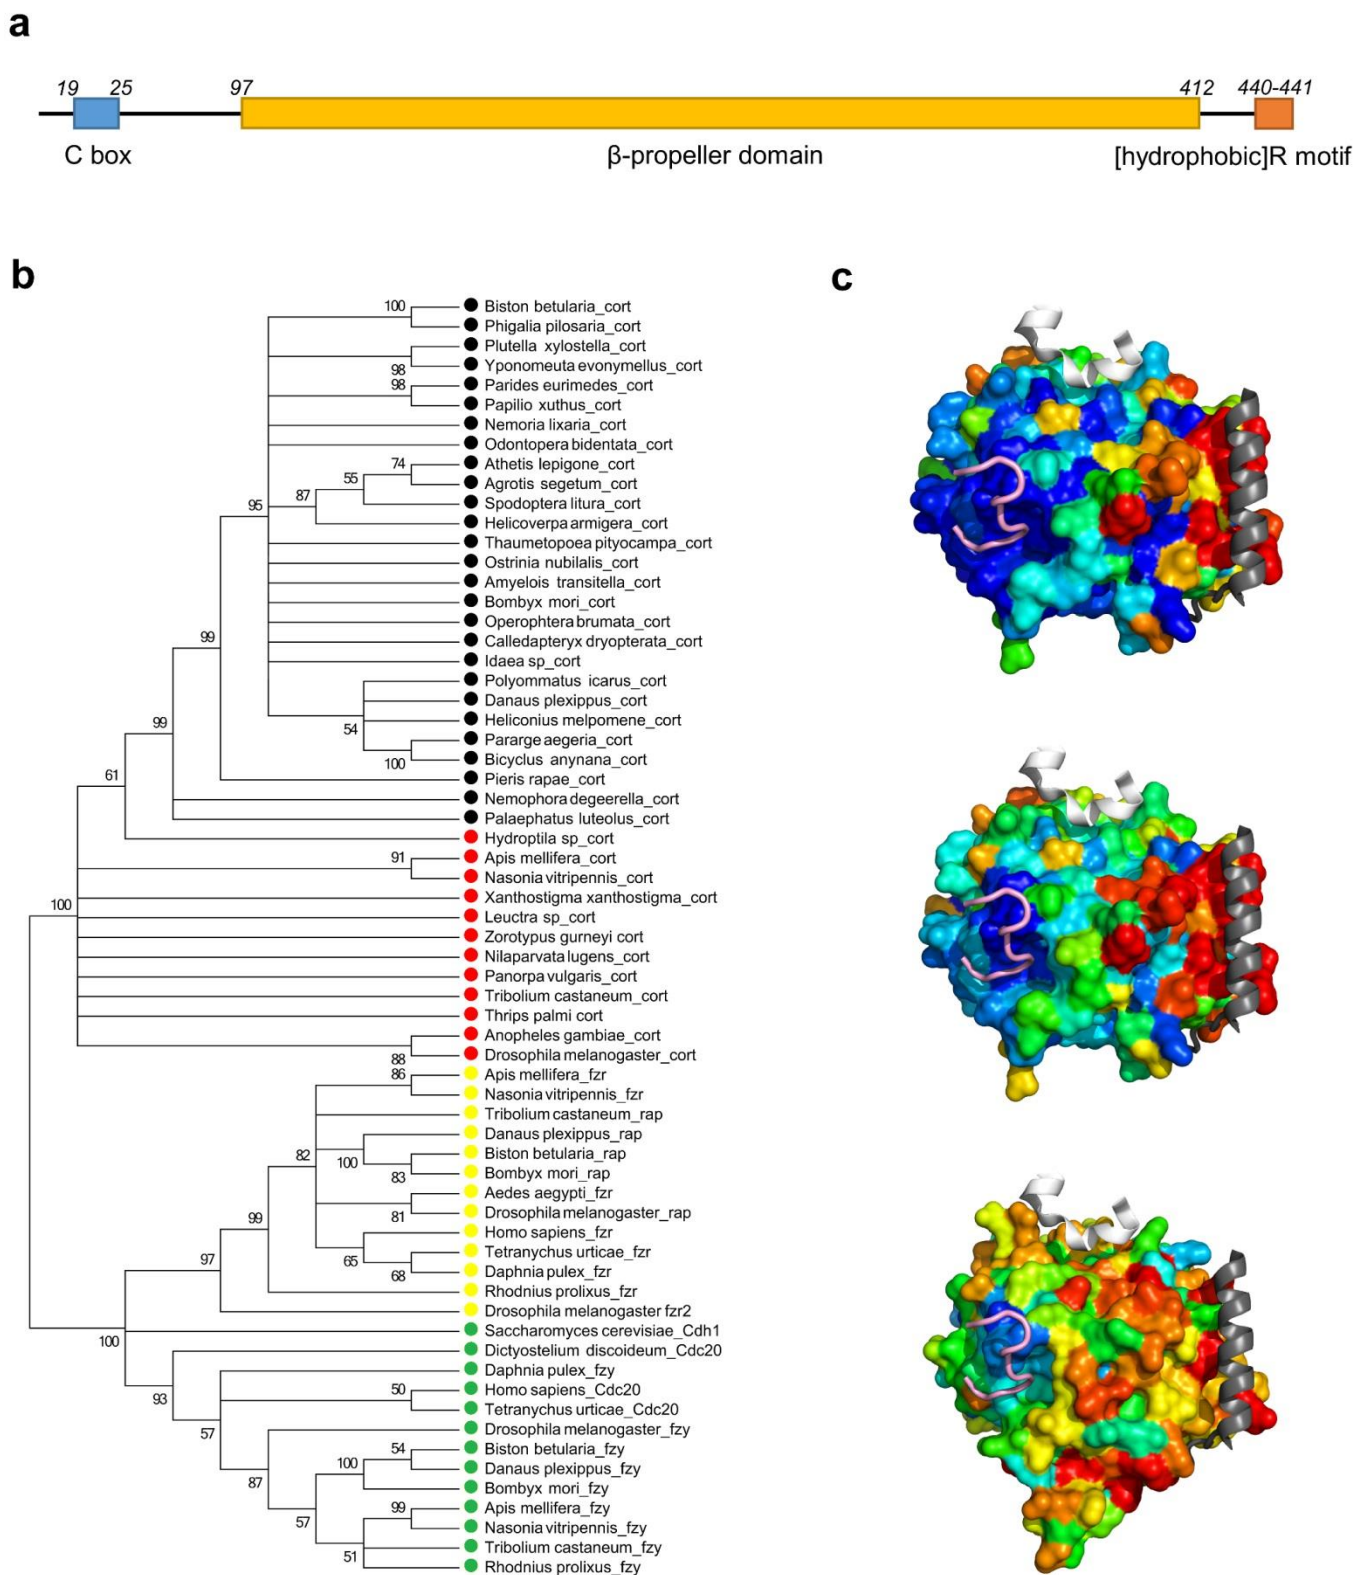 a
19 25 97 412 440-441
C box β-propeller domain [hydrophobic]R motif
b c
100 Biston betularia_cort
Phigalia pilosaria_cort
Plutella xylostella_cort
98 Yponomeuta evonymellus_cort
98 Parides eurimedes_cort
Papilio xuthus_cort
Nemoria lixaria_cort
Odontopera bidentata_cort
74 Athetis lepigone_cort
55 Agrotis segetum_cort
95 87 Spodoptera litura_cort
Helicoverpa armigera_cort
Thaumetopoea pityocampa_cort
Ostrinia nubilalis_cort
Amyelois transitella_cort
Bombyx mori_cort
Operophtera brumata_cort
99 Calledapteryx dryopterata_cort
Idaea sp_cort
Polyommatus icarus_cort
Danaus plexippus_cort
99 54 Heliconius melpomene_cort
Pararge aegeria_cort
100 Bicyclus anynana_cort
61 Pieris rapae_cort
Nemophora degeerella_cort
Palaephatus luteolus_cort
Hydroptila sp_cort
91 Apis mellifera_cort
Nasonia vitripennis_cort
100 Xanthostigma xanthostigma_cort
Leuctra sp_cort
Zorotypus gurneyi cort
Nilaparvata lugens_cort
Panorpa vulgaris_cort
Tribolium castaneum_cort
Thrips palmi cort
Anopheles gambiae_cort
88 Drosophila melanogaster_cort
86 Apis mellifera_fzr
Nasonia vitripennis_fzr
Tribolium castaneum_rap
Danaus plexippus_rap
82 100 Biston betularia_rap
83 Bombyx mori_rap
Aedes aegypti_fzr
81 Drosophila melanogaster_rap
99 Homo sapiens_fzr
65 Tetranychus urticae_fzr
97 68 Daphnia pulex_fzr
Rhodnius prolixus_fzr
Drosophila melanogaster fzr2
100 Saccharomyces cerevisiae_Cdh1
Dictyostelium discoideum_Cdc20
Daphnia pulex_fzy
93 50 Homo sapiens_Cdc20
Tetranychus urticae_Cdc20
57 Drosophila melanogaster_fzy
54 Biston betularia_fzy
100 Danaus plexippus_fzy
87 Bombyx mori_fzy
99 Apis mellifera_fzy
57 Nasonia vitripennis_fzy
Tribolium castaneum_fzy
51 Rhodnius prolixus_fzy